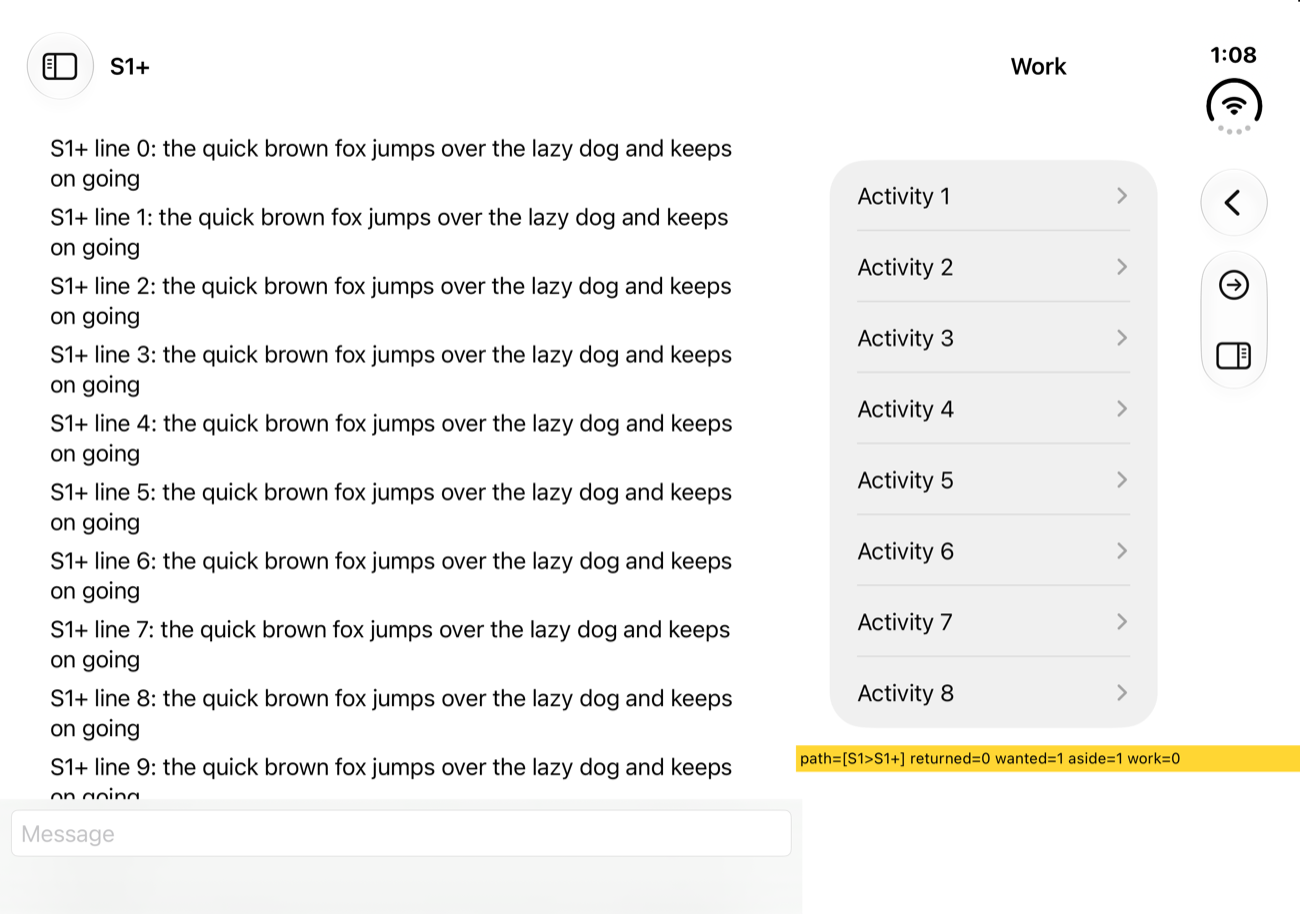 S1+
Work
1:08
S1+ line 0: the quick brown fox jumps over the lazy dog and keeps
on going
S1+ line 1: the quick brown fox jumps over the lazy dog and keeps
on going
S1+ line 2: the quick brown fox jumps over the lazy dog and keeps
on going
S1+ line 3: the quick brown fox jumps over the lazy dog and keeps
on going
S1+ line 4: the quick brown fox jumps over the lazy dog and keeps
on going
S1+ line 5: the quick brown fox jumps over the lazy dog and keeps
on going
S1+ line 6: the quick brown fox jumps over the lazy dog and keeps
on going
S1+ line 7: the quick brown fox jumps over the lazy dog and keeps
on going
S1+ line 8: the quick brown fox jumps over the lazy dog and keeps
on going
S1+ line 9: the quick brown fox jumps over the lazy dog and keeps
on going
Message
Activity 1
Activity 2
Activity 3
Activity 4
Activity 5
Activity 6
Activity 7
Activity 8
path=[S1>S1+] returned=0 wanted=1 aside=1 work=0